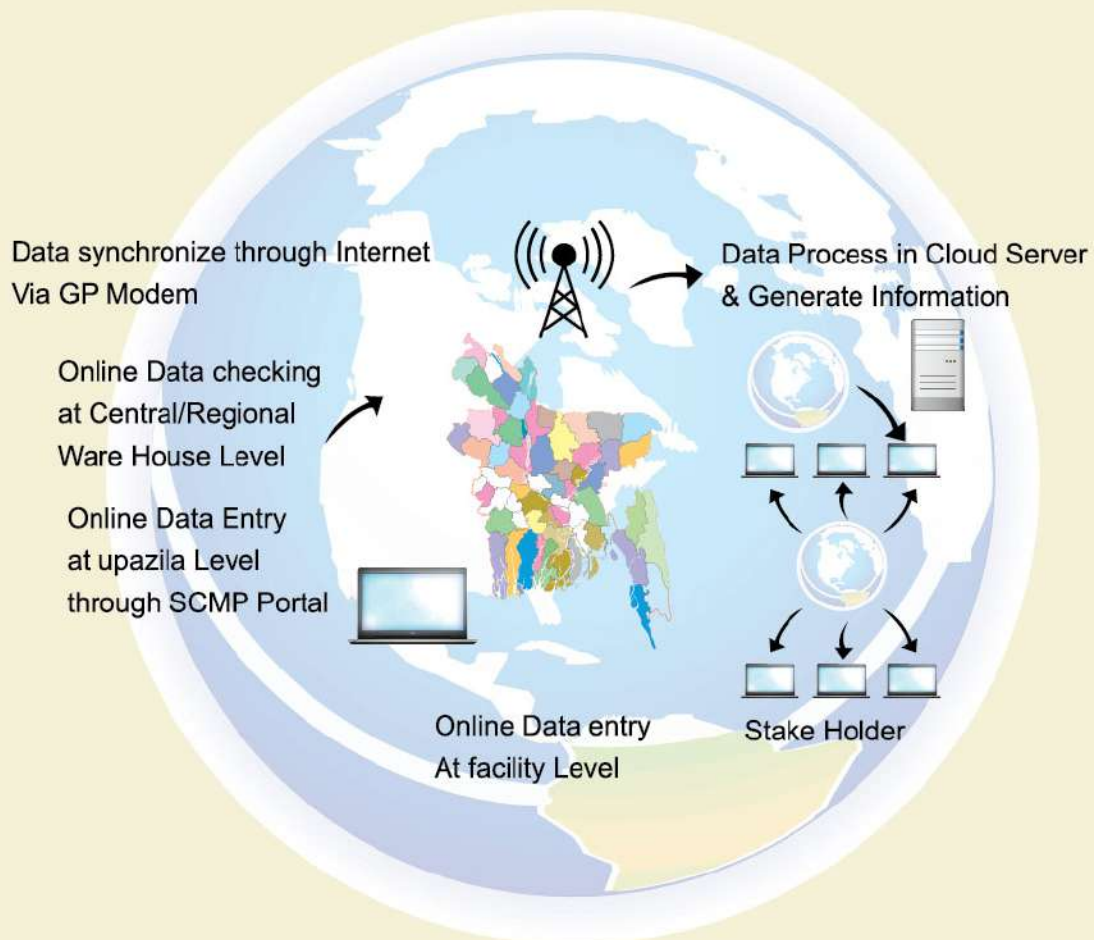 Data synchronize through Internet
Via GP Modem
Data Process in Cloud Server
& Generate Information
Online Data checking
at Central/Regional
Ware House Level
Online Data Entry
at upazila Level
through SCMP Portal
Online Data entry
At facility Level
Stake Holder